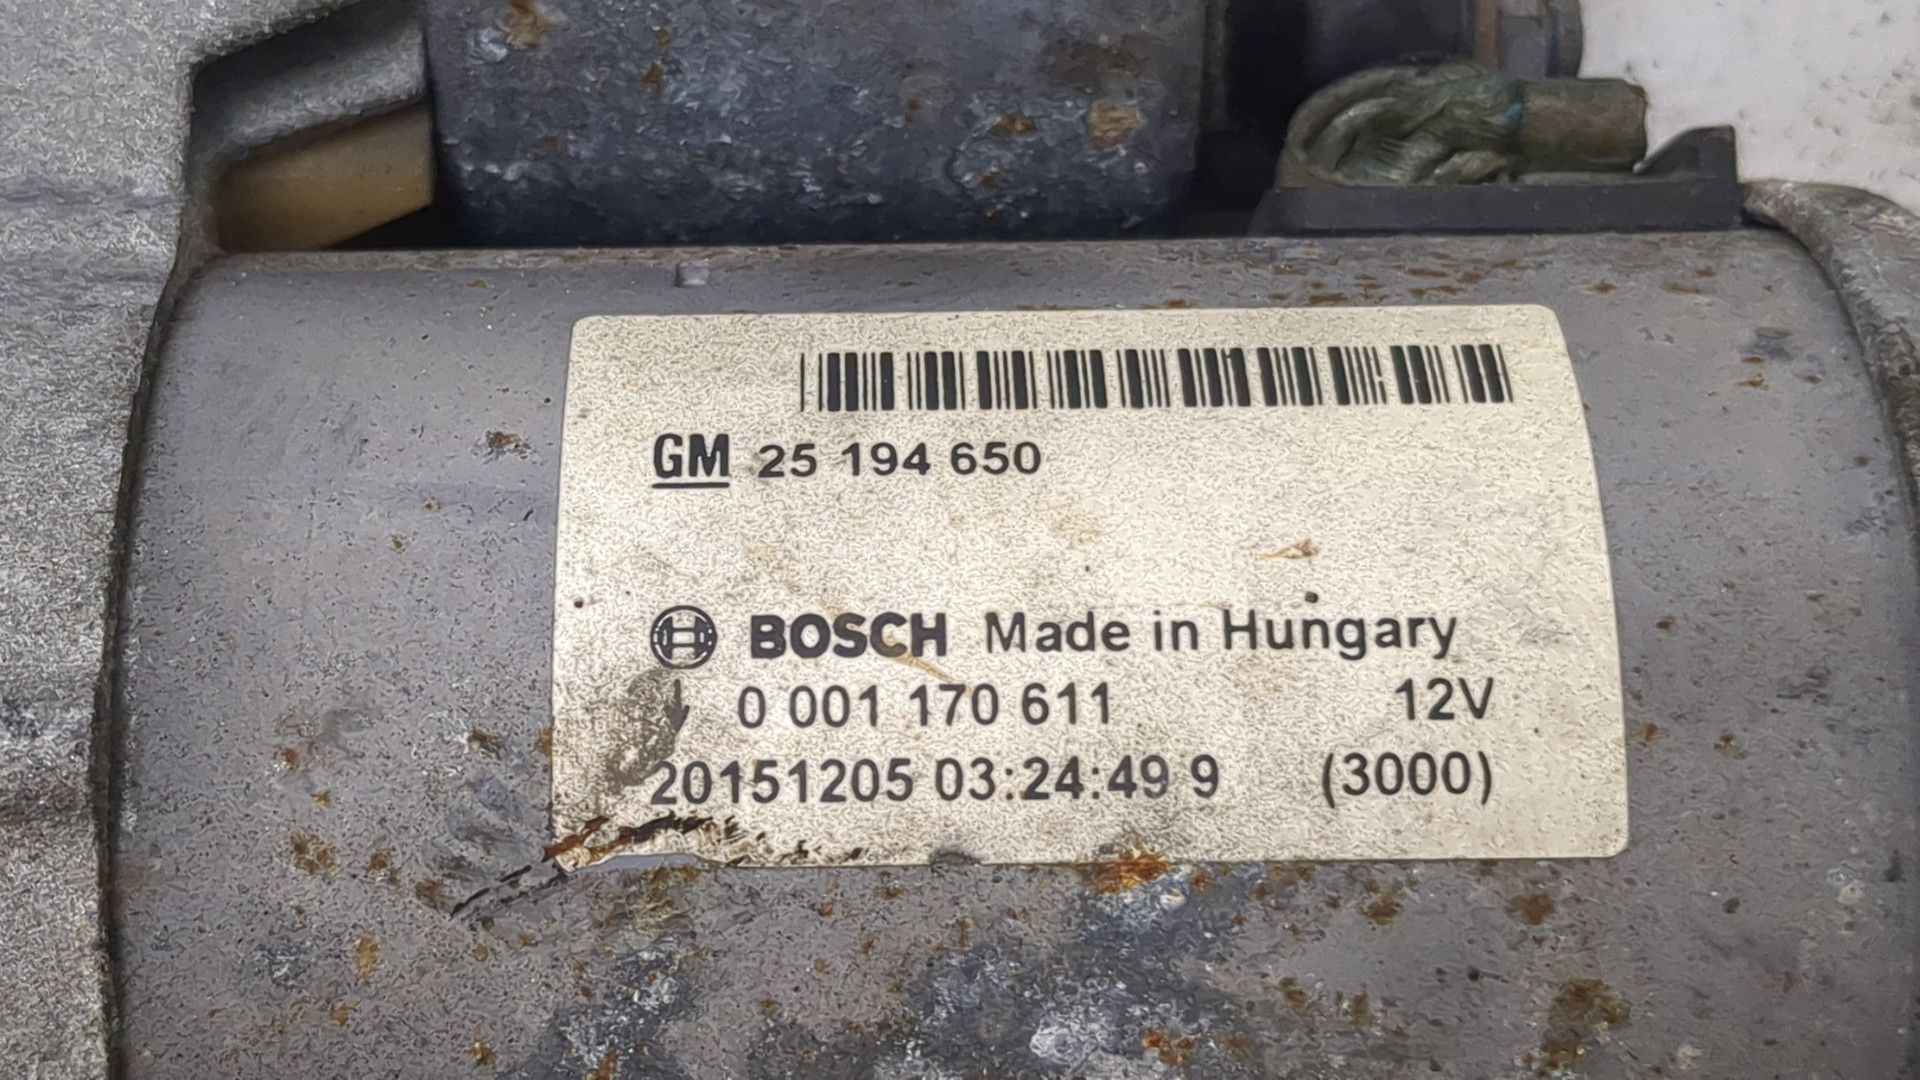 GM 25 194 650
BOSCH Made in Hungary
0 001 170 611 12V
20151205 03:24:49 9 (3000)